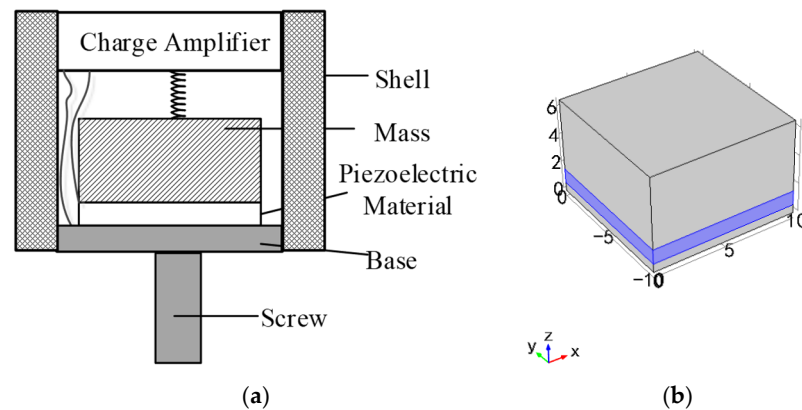 Charge Amplifier
Shell
Mass
Piezoelectric
Material
Base
Screw
(a)
6
4
2
0
0
−5
−10
0
5
10
z
y
x
(b)